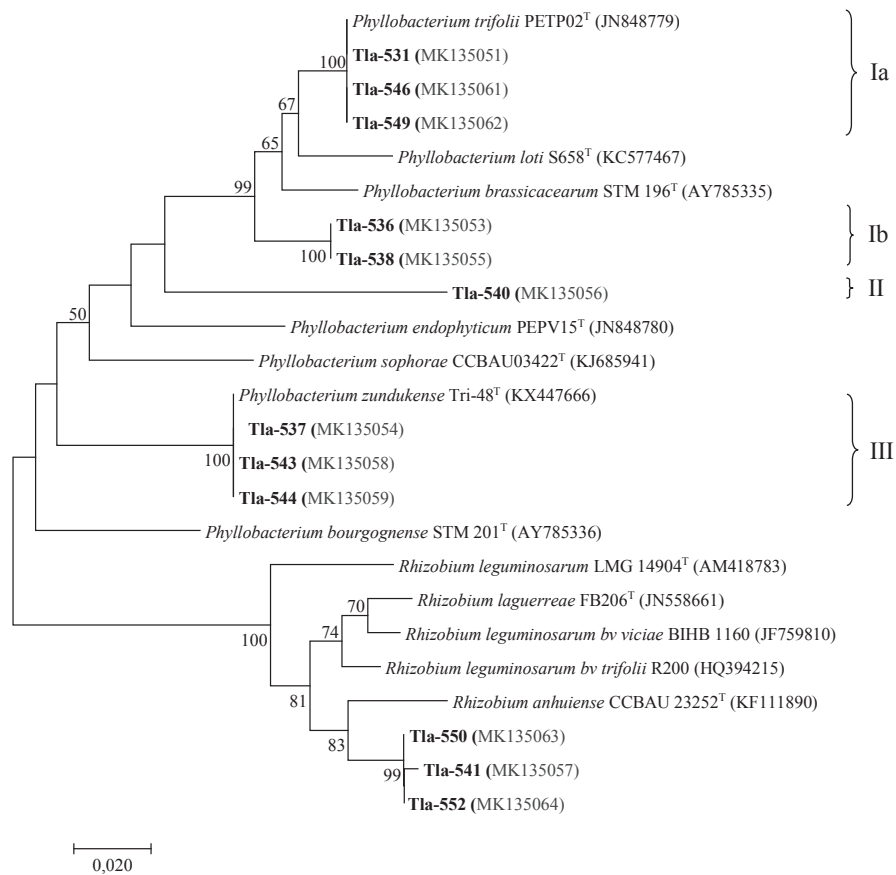 Phyllobacterium trifolii PETP02ᵀ (JN848779)
Tla-531 (MK135051)
100
Ia
Tla-546 (MK135061)
67
Tla-549 (MK135062)
65
Phyllobacterium loti S658ᵀ (KC577467)
99
Phyllobacterium brassicacearum STM 196ᵀ (AY785335)
Tla-536 (MK135053)
Ib
100
Tla-538 (MK135055)
Tla-540 (MK135056)
II
50
Phyllobacterium endophyticum PEPV15ᵀ (JN848780)
Phyllobacterium sophorae CCBAU03422ᵀ (KJ685941)
Phyllobacterium zundukense Tri-48ᵀ (KX447666)
Tla-537 (MK135054)
III
100
Tla-543 (MK135058)
Tla-544 (MK135059)
Phyllobacterium bourgognense STM 201ᵀ (AY785336)
Rhizobium leguminosarum LMG 14904ᵀ (AM418783)
Rhizobium laguerreae FB206ᵀ (JN558661)
70
74
Rhizobium leguminosarum bv viciae BIHB 1160 (JF759810)
100
Rhizobium leguminosarum bv trifolii R200 (HQ394215)
81
Rhizobium anhuiense CCBAU 23252ᵀ (KF111890)
Tla-550 (MK135063)
83
Tla-541 (MK135057)
99
Tla-552 (MK135064)
0,020